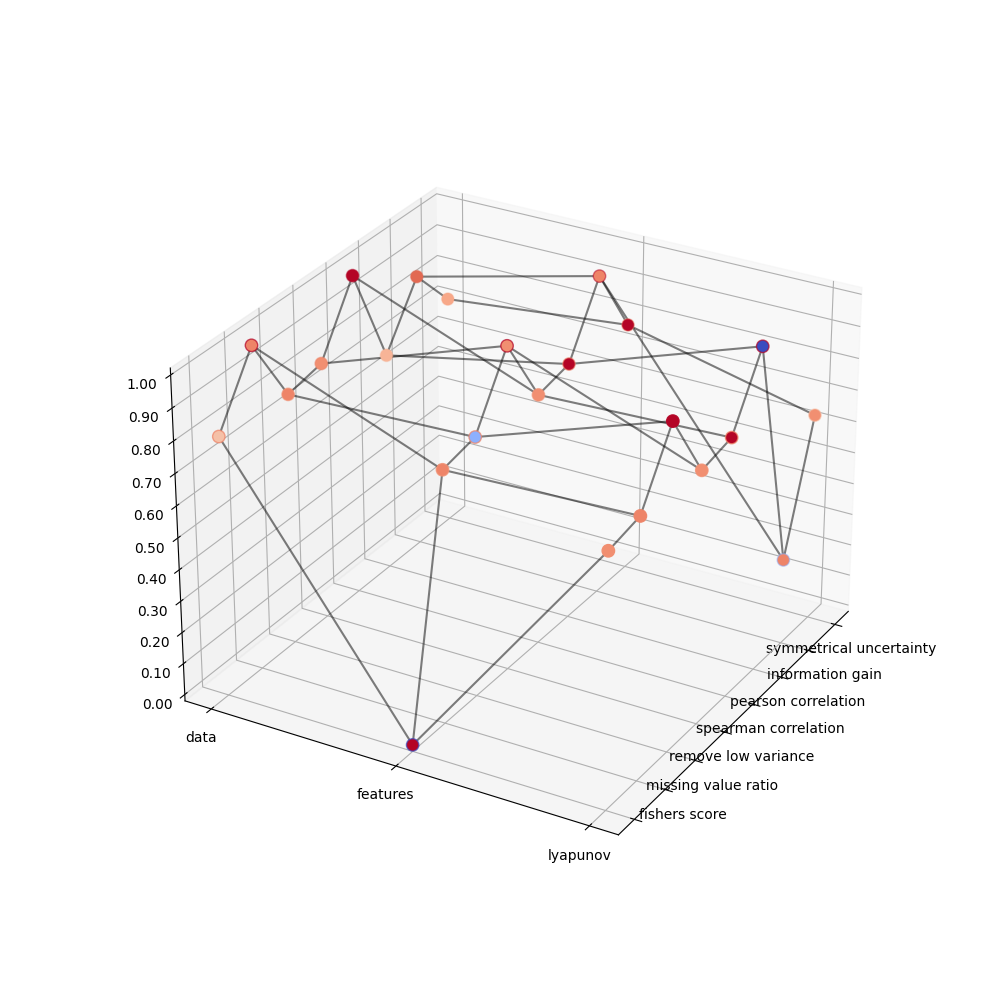 1.00
0.90
0.80
0.70
0.60
0.50
0.40
0.30
0.20
0.10
0.00
data
features
lyapunov
symmetrical uncertainty
information gain
pearson correlation
spearman correlation
remove low variance
missing value ratio
fishers score